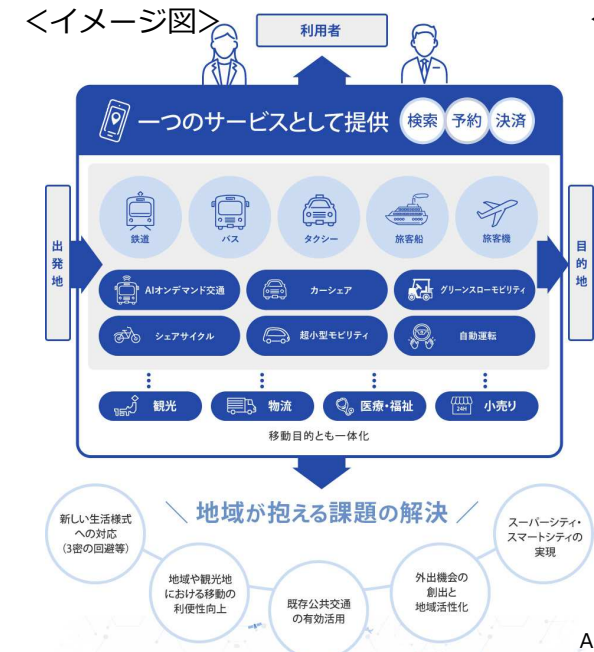 ＜イメージ図＞
利用者
一つのサービスとして提供
検索
予約
決済
出発地
目的地
鉄道
バス
タクシー
旅客船
旅客機
AIオンデマンド交通
カーシェア
グリーンスローモビリティ
シェアサイクル
超小型モビリティ
自動運転
観光
物流
医療・福祉
24H
小売り
移動目的とも一体化
地域が抱える課題の解決
新しい生活様式
への対応
（3密の回避等）
地域や観光地
における移動の
利便性向上
既存公共交通
の有効活用
外出機会の
創出と
地域活性化
スーパーシティ・
スマートシティの
実現
A